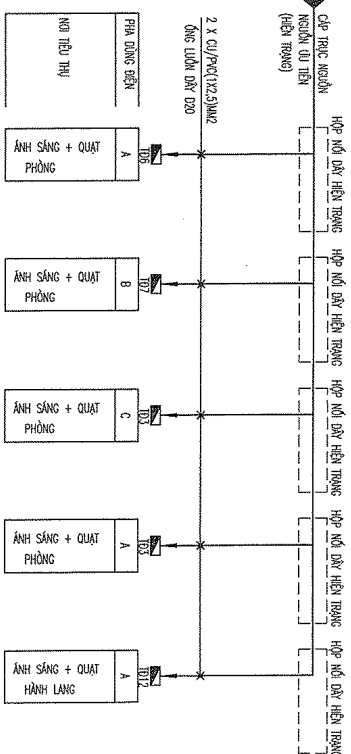 CÁP TRỤC NGUỒN
NGUỒN ƯU TIÊN
(HIỆN TRẠNG)
HỘP NỐI DÂY HIỆN TRẠNG
HỘP NỐI DÂY HIỆN TRẠNG
HỘP NỐI DÂY HIỆN TRẠNG
HỘP NỐI DÂY HIỆN TRẠNG
HỘP NỐI DÂY HIỆN TRẠNG
2 X CU/PVC(1X2,5)MM2
ỐNG LUỒN DÂY D20
TĐ6
TĐ7
TĐ3
TĐ3
TĐ12
PHA DÙNG ĐIỆN
A
B
C
A
A
NƠI TIÊU THỤ
ÁNH SÁNG + QUẠT
PHÒNG
ÁNH SÁNG + QUẠT
PHÒNG
ÁNH SÁNG + QUẠT
PHÒNG
ÁNH SÁNG + QUẠT
PHÒNG
ÁNH SÁNG + QUẠT
HÀNH LANG